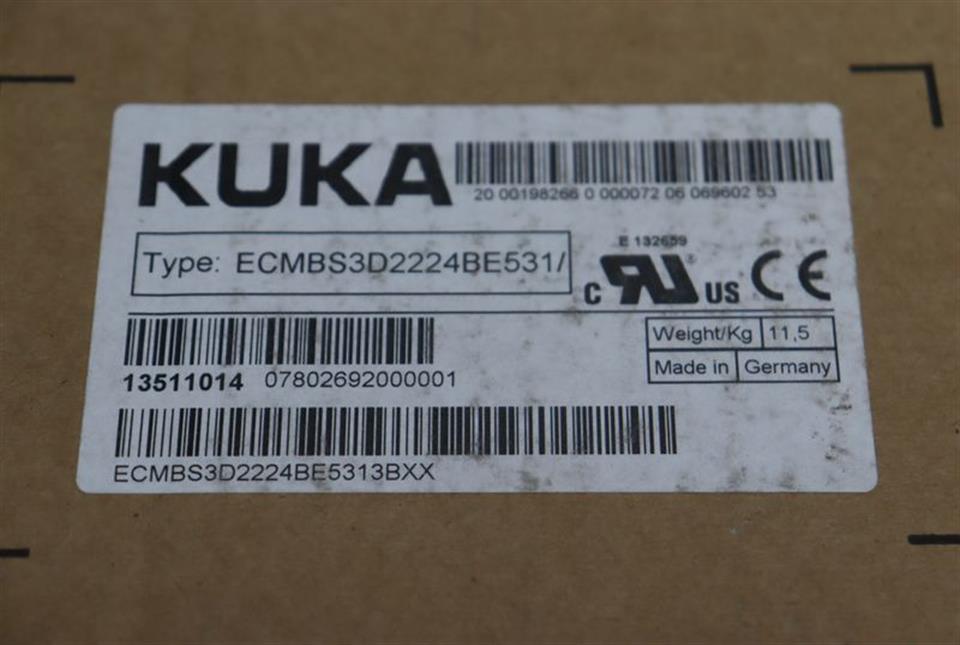 KUKA
20 00198266 0 000072 06 069602 53
Type: ECMBS3D2224BE531/
E 132659
C RU US CE
Weight/Kg 11,5
Made in Germany
13511014 07802692000001
ECMBS3D2224BE5313BXX